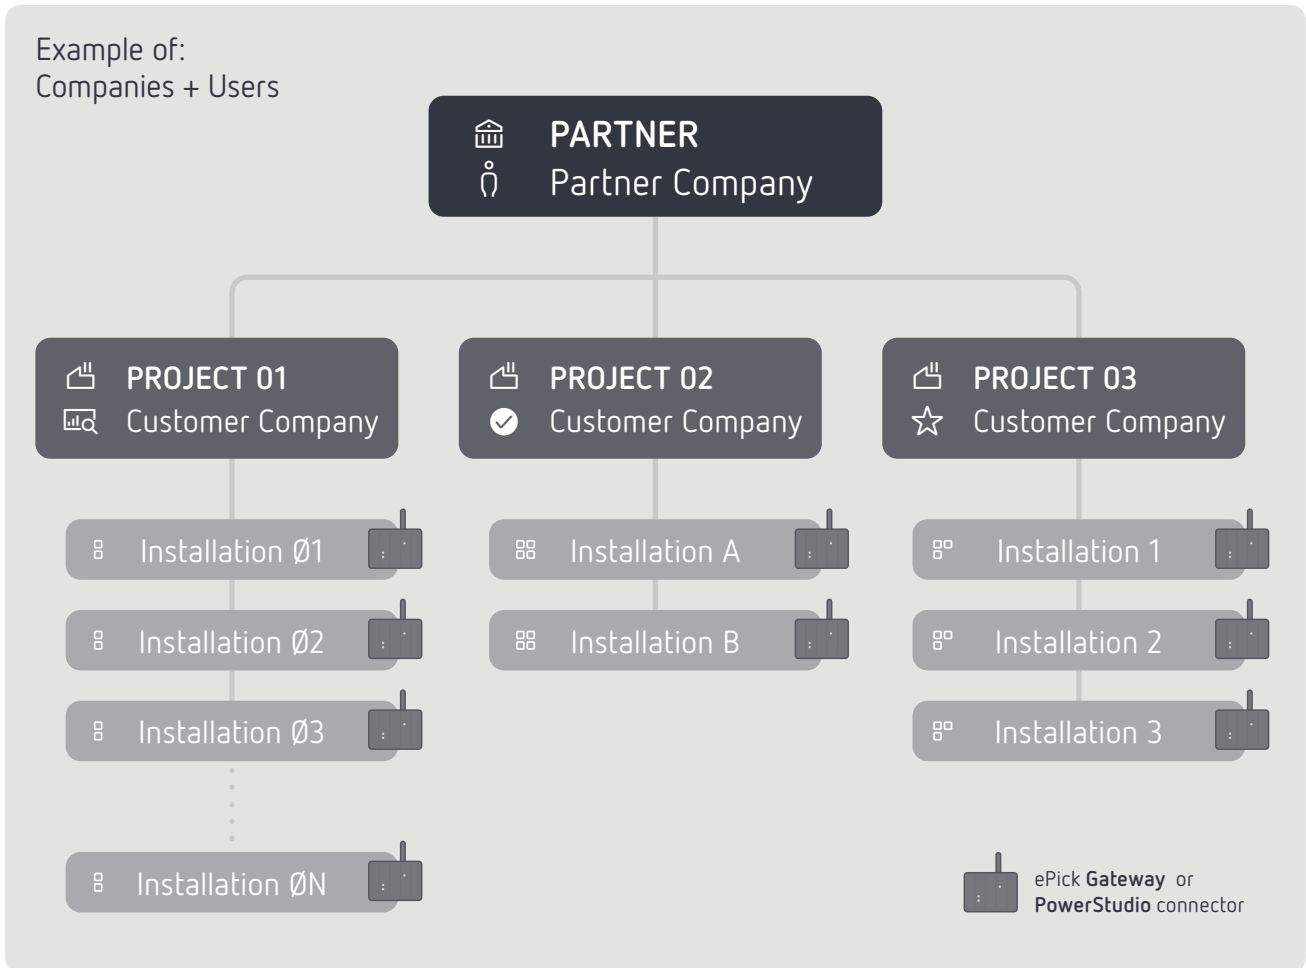 Example of:
Companies + Users
PARTNER
Partner Company
PROJECT 01
Customer Company
Installation Ø1
Installation Ø2
Installation Ø3
Installation ØN
PROJECT 02
Customer Company
Installation A
Installation B
PROJECT 03
Customer Company
Installation 1
Installation 2
Installation 3
ePick Gateway or
PowerStudio connector